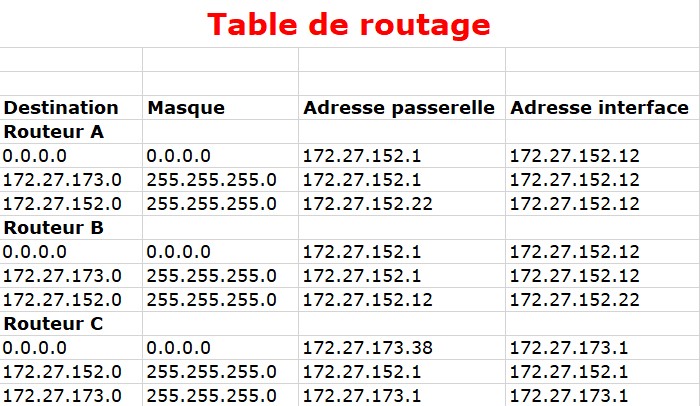 Table de routage
Destination Masque Adresse passerelle Adresse interface
Routeur A
0.0.0.0 0.0.0.0 172.27.152.1 172.27.152.12
172.27.173.0 255.255.255.0 172.27.152.1 172.27.152.12
172.27.152.0 255.255.255.0 172.27.152.22 172.27.152.12
Routeur B
0.0.0.0 0.0.0.0 172.27.152.1 172.27.152.12
172.27.173.0 255.255.255.0 172.27.152.1 172.27.152.12
172.27.152.0 255.255.255.0 172.27.152.12 172.27.152.22
Routeur C
0.0.0.0 0.0.0.0 172.27.173.38 172.27.173.1
172.27.152.0 255.255.255.0 172.27.152.1 172.27.152.1
172.27.173.0 255.255.255.0 172.27.173.1 172.27.173.1